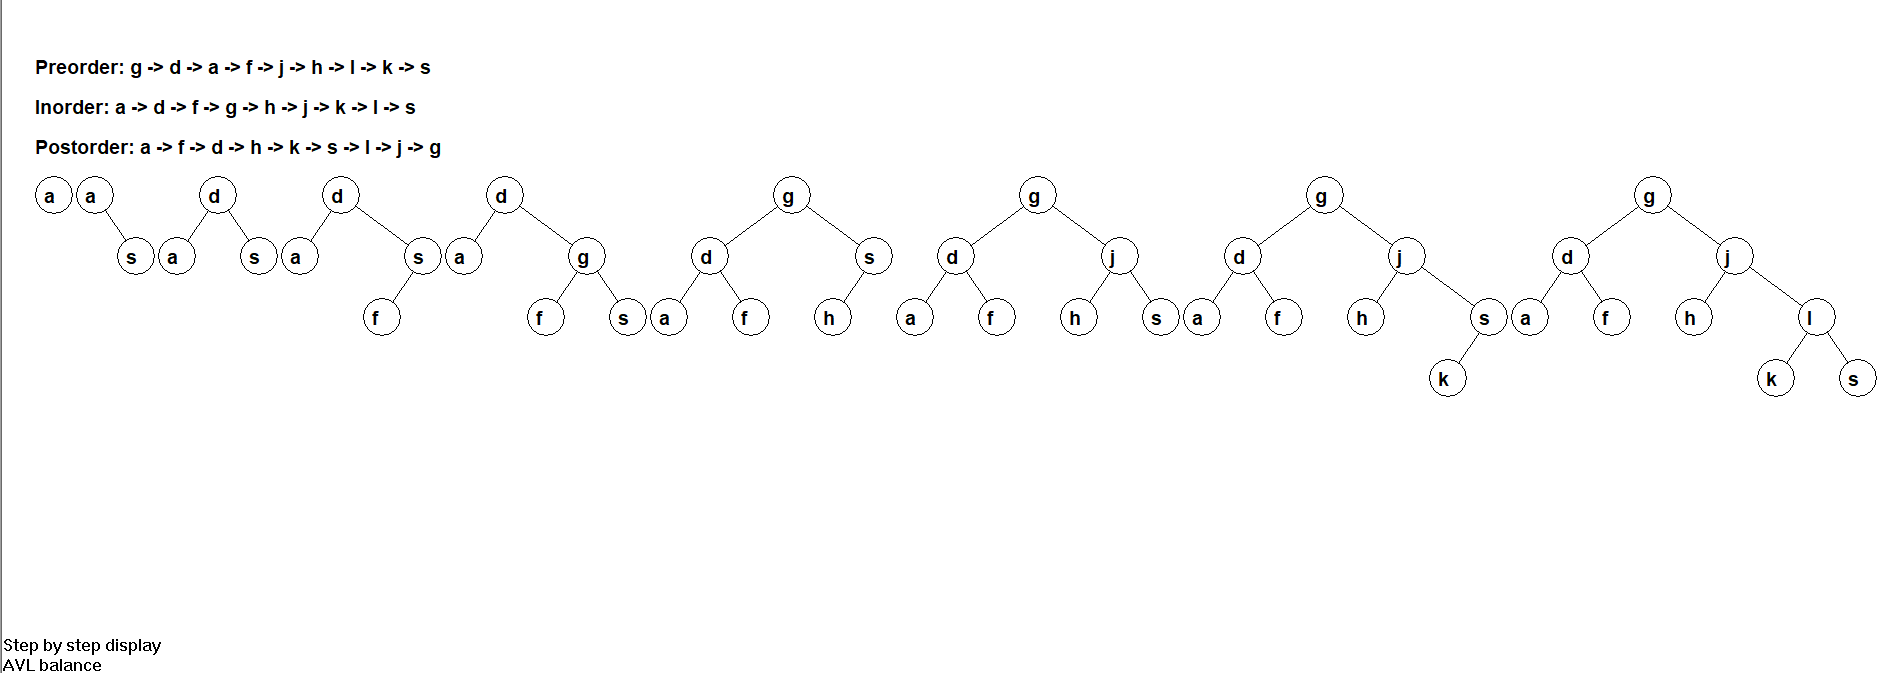 Preorder: g -> d -> a -> f -> j -> h -> l -> k -> s
Inorder: a -> d -> f -> g -> h -> j -> k -> l -> s
Postorder: a -> f -> d -> h -> k -> s -> l -> j -> g
a a d d d g g g g
s a s a s a g d s d j d j d j
f f s a f h a f h s a f h s a f h l
k k s
Step by step display
AVL balance